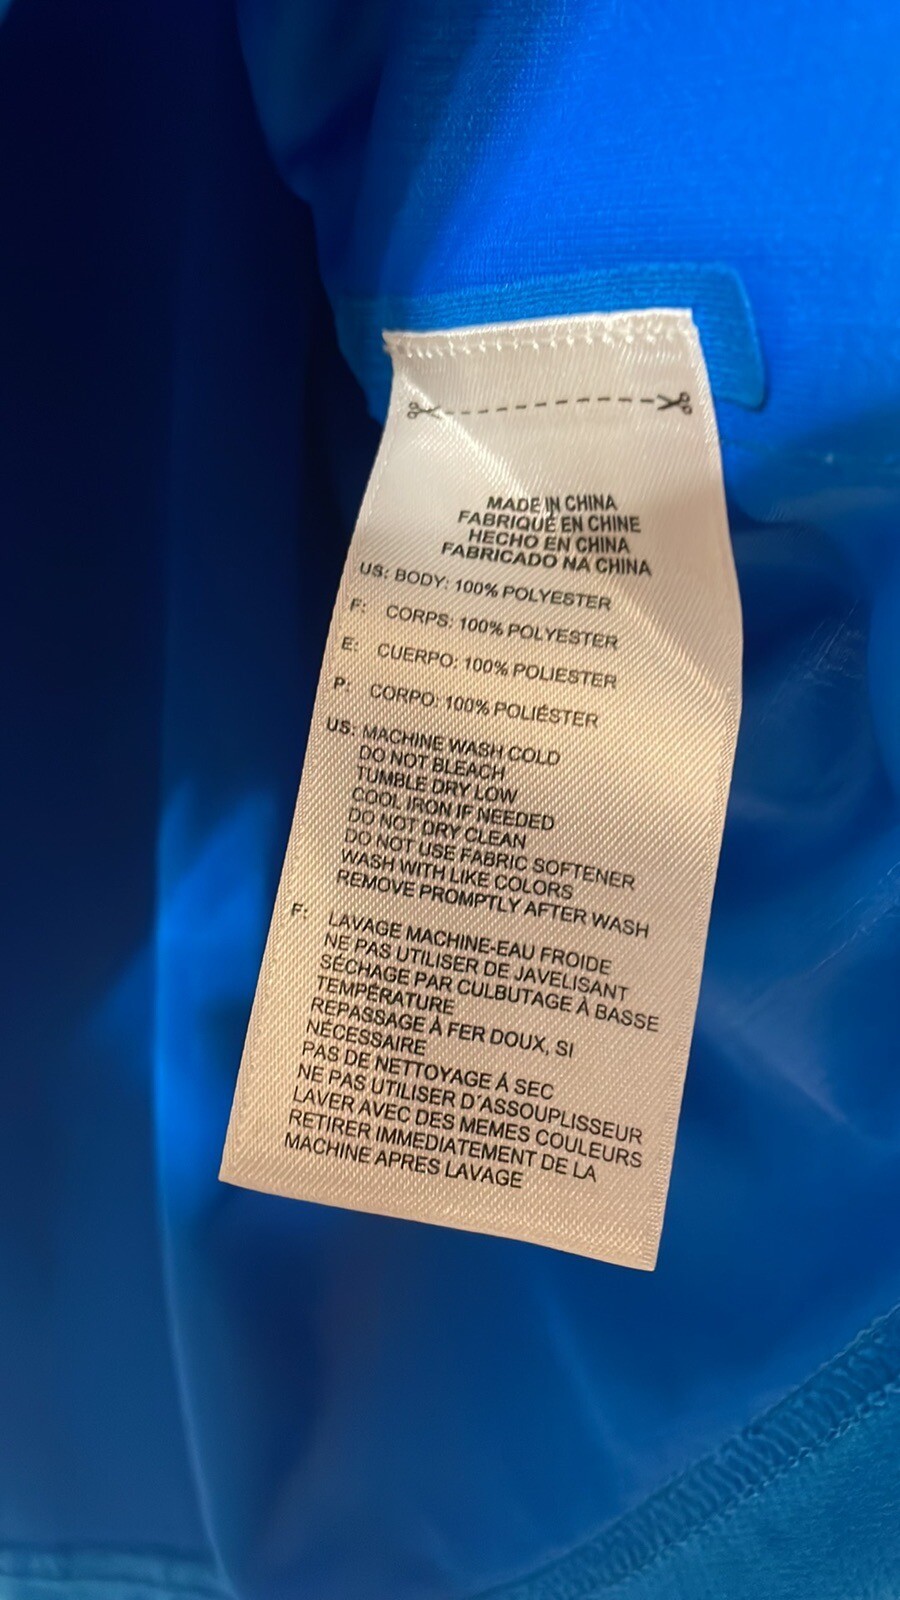 MADE IN CHINA
FABRIQUÉ EN CHINE
HECHO EN CHINA
FABRICADO NA CHINA
US: BODY: 100% POLYESTER
F: CORPS: 100% POLYESTER
E: CUERPO: 100% POLIESTER
P: CORPO: 100% POLIÉSTER
US: MACHINE WASH COLD
DO NOT BLEACH
TUMBLE DRY LOW
COOL IRON IF NEEDED
DO NOT DRY CLEAN
DO NOT USE FABRIC SOFTENER
WASH WITH LIKE COLORS
REMOVE PROMPTLY AFTER WASH
F: LAVAGE MACHINE-EAU FROIDE
NE PAS UTILISER DE JAVELISANT
SÉCHAGE PAR CULBUTAGE À BASSE
TEMPÉRATURE
REPASSAGE À FER DOUX, SI
NÉCESSAIRE
PAS DE NETTOYAGE À SEC
NE PAS UTILISER D'ASSOUPLISSEUR
LAVER AVEC DES MEMES COULEURS
RETIRER IMMEDIATEMENT DE LA
MACHINE APRES LAVAGE